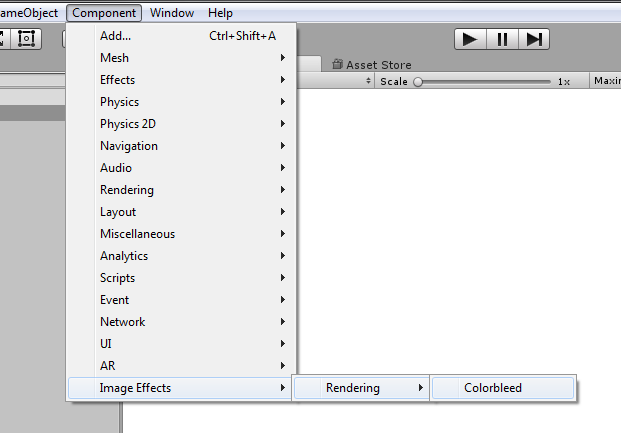 ameObject Component Window Help
Add... Ctrl+Shift+A
Mesh
Asset Store
Effects
Scale 1x Maxin
Physics
Physics 2D
Navigation
Audio
Rendering
Layout
Miscellaneous
Analytics
Scripts
Event
Network
UI
AR
Image Effects Rendering Colorbleed